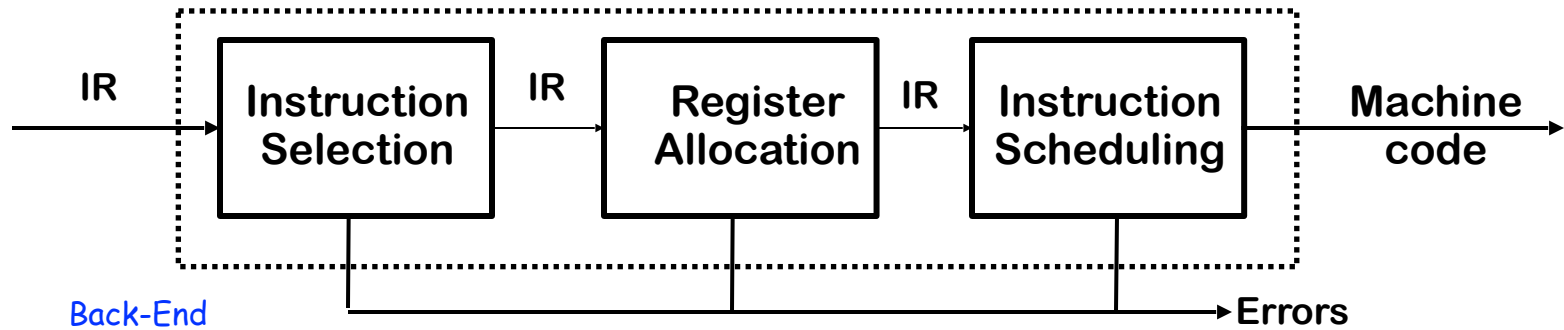 IR
Instruction
Selection
IR
Register
Allocation
IR
Instruction
Scheduling
Machine
code
Back-End
Errors